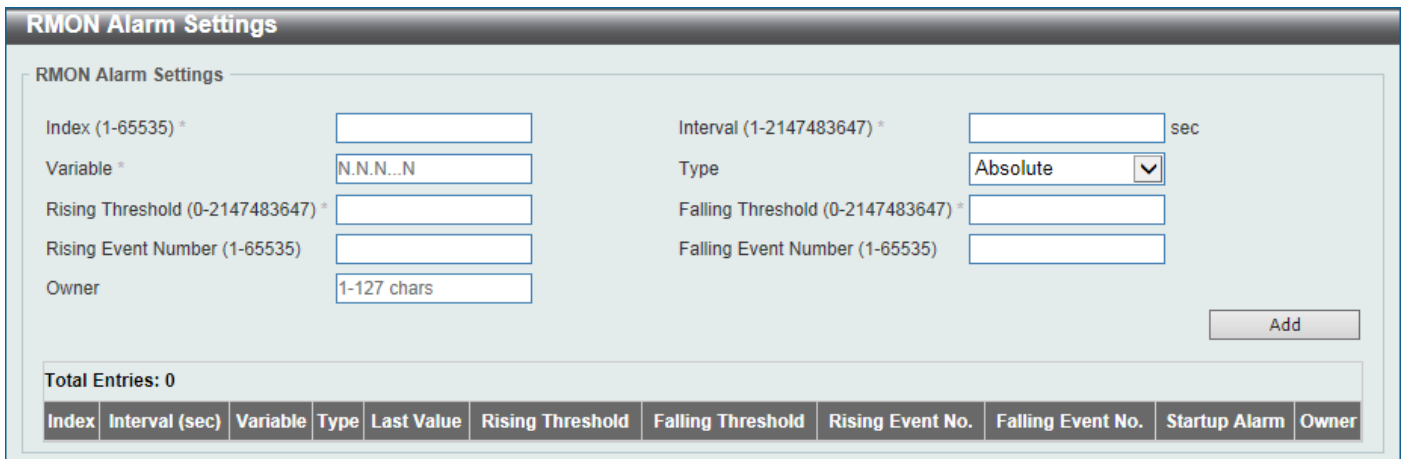 RMON Alarm Settings
RMON Alarm Settings
Index (1-65535) * Interval (1-2147483647) * sec
Variable * N.N.N...N Type Absolute
Rising Threshold (0-2147483647) * Falling Threshold (0-2147483647) *
Rising Event Number (1-65535) Falling Event Number (1-65535)
Owner 1-127 chars
Add
Total Entries: 0
Index Interval (sec) Variable Type Last Value Rising Threshold Falling Threshold Rising Event No. Falling Event No. Startup Alarm Owner